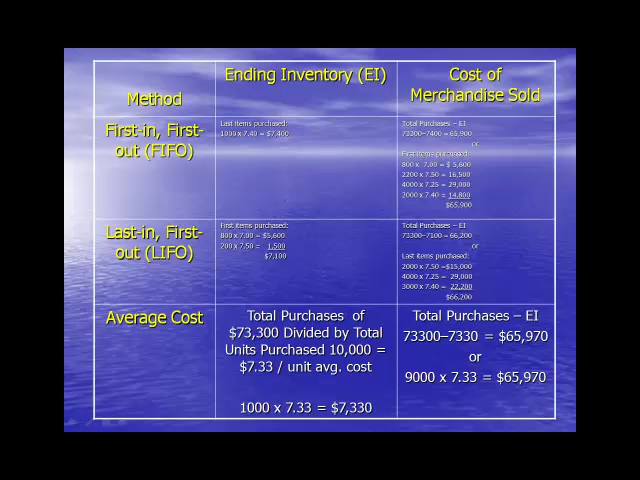 Method
Ending Inventory (EI)
Cost of
Merchandise Sold
First-in, First-
out (FIFO)
Last items purchased:
1000 x 7.40 = $7,400
Total Purchases – EI
73300–7400 = 65,900
or
First items purchased:
800 x 7.00 = $ 5,600
2200 x 7.50 = 16,500
4000 x 7.25 = 29,000
2000 x 7.40 = 14,800
$65,900
Last-in, First-
out (LIFO)
First items purchased:
800 x 7.00 = $5,600
200 x 7.50 = 1,500
$7,100
Total Purchases – EI
73300–7100 = 66,200
or
Last items purchased:
2000 x 7.50 =$15,000
4000 x 7.25 = 29,000
3000 x 7.40 = 22,200
$66,200
Average Cost
Total Purchases of
$73,300 Divided by Total
Units Purchased 10,000 =
$7.33 / unit avg. cost
1000 x 7.33 = $7,330
Total Purchases – EI
73300–7330 = $65,970
or
9000 x 7.33 = $65,970